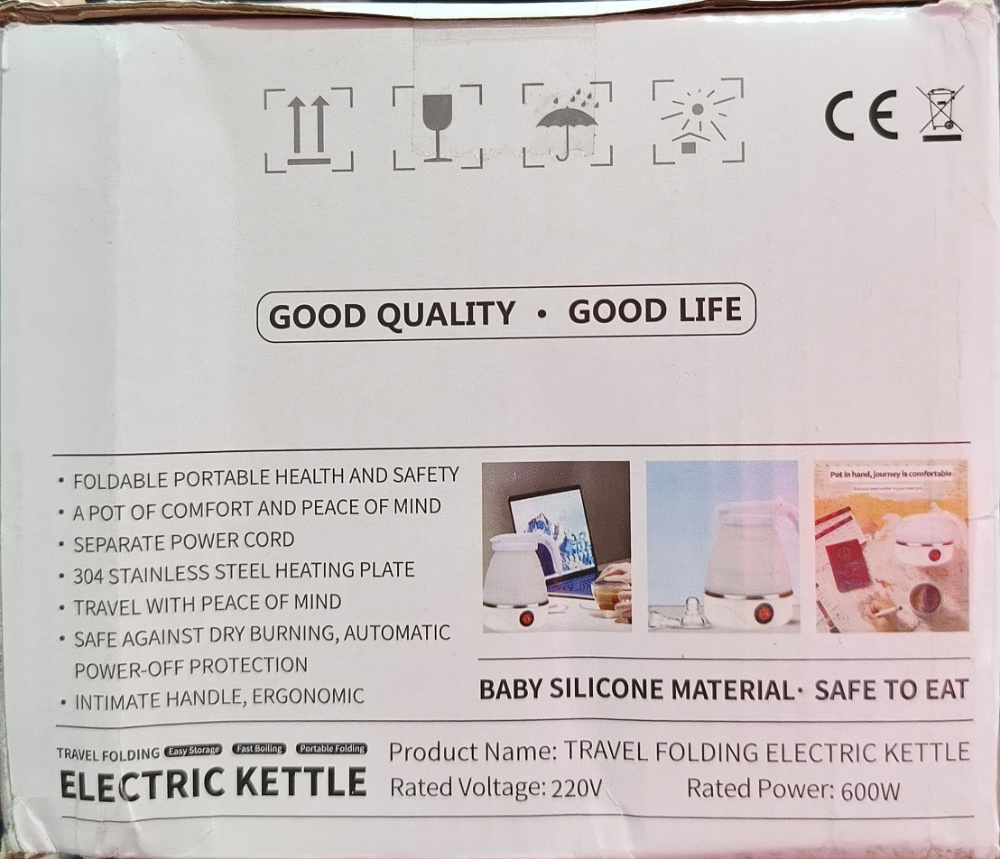 CE
GOOD QUALITY · GOOD LIFE
• FOLDABLE PORTABLE HEALTH AND SAFETY
• A POT OF COMFORT AND PEACE OF MIND
• SEPARATE POWER CORD
• 304 STAINLESS STEEL HEATING PLATE
• TRAVEL WITH PEACE OF MIND
• SAFE AGAINST DRY BURNING, AUTOMATIC
POWER-OFF PROTECTION
• INTIMATE HANDLE, ERGONOMIC
Pot in hand, journey is comfortable
BABY SILICONE MATERIAL· SAFE TO EAT
TRAVEL FOLDING Easy Storage Fast Boiling Portable Folding
ELECTRIC KETTLE
Product Name: TRAVEL FOLDING ELECTRIC KETTLE
Rated Voltage: 220V Rated Power: 600W